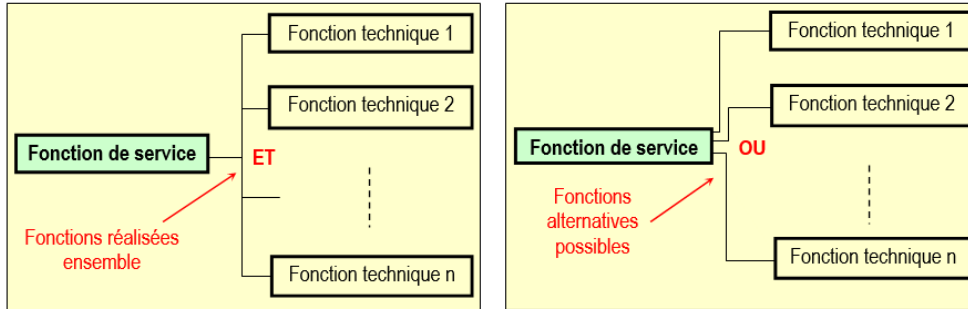 Fonction technique 1
Fonction technique 2
Fonction de service
ET
Fonctions réalisées
ensemble
Fonction technique n
Fonction technique 1
Fonction technique 2
Fonction de service
OU
Fonctions
alternatives
possibles
Fonction technique n